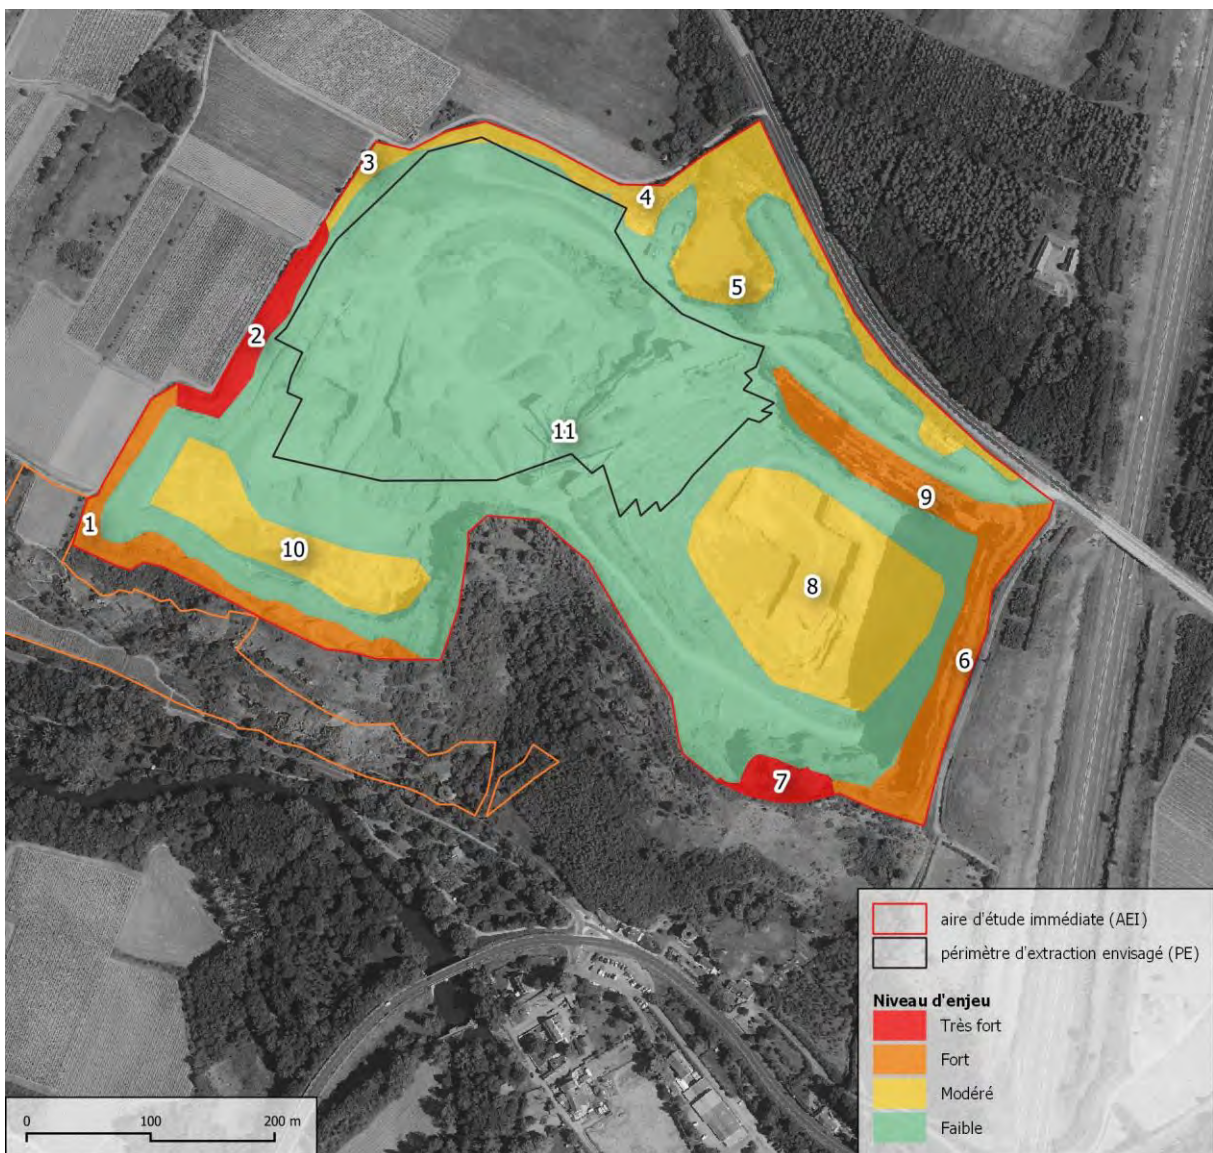 3
4
5
2
11
9
1
10
8
6
7
aire d'étude immédiate (AEI)
périmètre d'extraction envisagé (PE)
Niveau d'enjeu
Très fort
Fort
Modéré
Faible
0 100 200 m